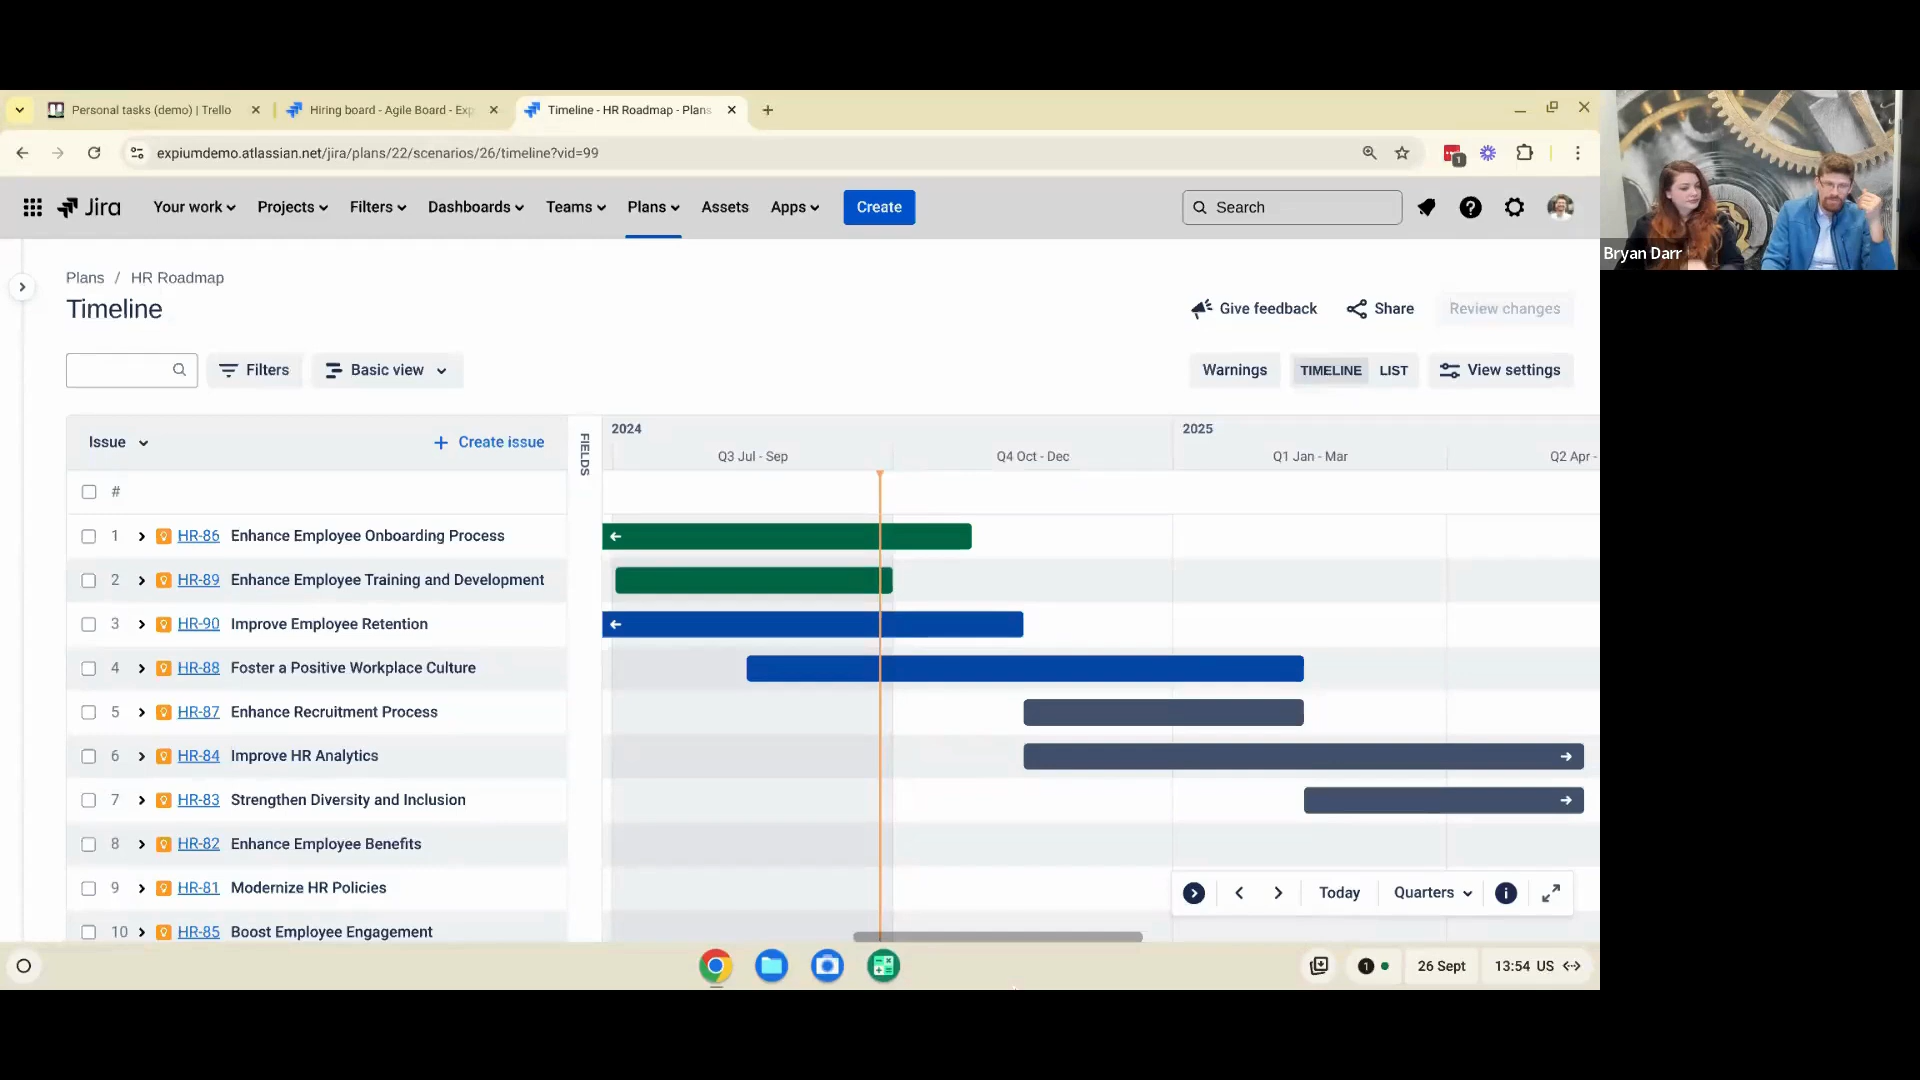 Personal tasks (demo) | Trello
Hiring board - Agile Board - Exp
Timeline - HR Roadmap - Plans
expiumdemo.atlassian.net/jira/plans/22/scenarios/26/timeline?vid=99
1
Jira
Your work
Projects
Filters
Dashboards
Teams
Plans
Assets
Apps
Create
Search
Bryan Darr
Plans / HR Roadmap
Timeline
Give feedback
Share
Review changes
Filters
Basic view
Warnings
TIMELINE
LIST
View settings
Issue
+ Create issue
FIELDS
2024
2025
Q3 Jul - Sep
Q4 Oct - Dec
Q1 Jan - Mar
Q2 Apr -
#
1 HR-86 Enhance Employee Onboarding Process
2 HR-89 Enhance Employee Training and Development
3 HR-90 Improve Employee Retention
4 HR-88 Foster a Positive Workplace Culture
5 HR-87 Enhance Recruitment Process
6 HR-84 Improve HR Analytics
7 HR-83 Strengthen Diversity and Inclusion
8 HR-82 Enhance Employee Benefits
9 HR-81 Modernize HR Policies
10 HR-85 Boost Employee Engagement
Today
Quarters
1
26 Sept
13:54 US